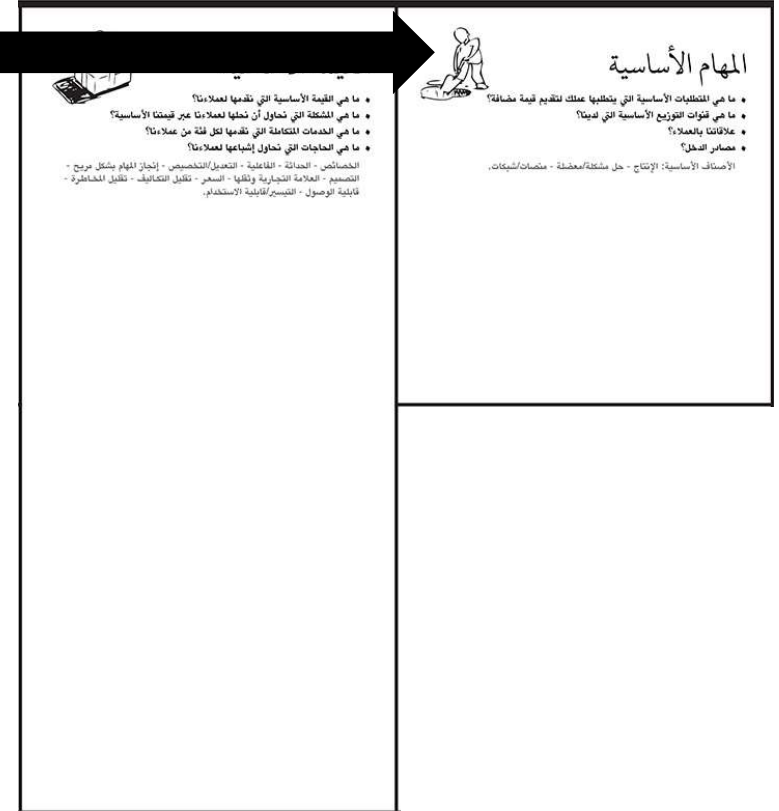 المهام الأساسية
• ما هي المتطلبات الأساسية التي يتطلبها عملك لتقديم قيمة مضافة؟
• ما هي قنوات التوزيع الأساسية التي لدينا؟
• علاقاتنا بالعملاء؟
• مصادر الدخل؟
الأصناف الأساسية: الإنتاج - حل مشكلة/معضلة - منصات/شبكات.
• ما هي القيمة الأساسية التي نقدمها لعملاءنا؟
• ما هي المشكلة التي نحاول أن نحلها لعملاءنا عبر قيمتنا الأساسية؟
• ما هي الخدمات المتكاملة التي نقدمها لكل فئة من عملاءنا؟
• ما هي الحاجات التي نحاول إشباعها لعملاءنا؟
الخصائص - الحداثة - الفاعلية - التعديل/التخصيص - إنجاز المهام بشكل مريح -
التصميم - العلامة التجارية وثقلها - السعر - تقليل التكاليف - تقليل المخاطرة -
قابلية الوصول - التيسير/قابلية الاستخدام.